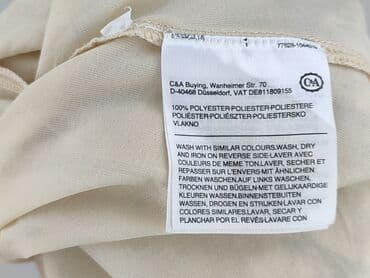 C&A Buying, Wanheimer Str. 70
D-40468 Düsseldorf, VAT DE811809155
C&A
100% POLYESTER-POLIESTER-POLIESTERE
POLIÉSTER-POLIÉSZTER-POLIESTERSKO
VLAKNO
WASH WITH SIMILAR COLOURS.WASH, DRY
AND IRON ON REVERSE SIDE-LAVER AVEC
COULEURS DE MEME TON.LAVER, SECHER ET
REPASSER SUR L'ENVERS-MIT ÄHNLICHEN
FARBEN WASCHEN,AUF LINKS WASCHEN,
TROCKNEN UND BÜGELN-MET GELIJKAARDIGE
KLEUREN WASSEN.BINNENSTEBUITEN
WASSEN, DROGEN EN STRIJKEN-LAVAR CON
COLORES SIMILARES.LAVAR, SECAR Y
PLANCHAR POR EL REVÉS-LAVARE CON